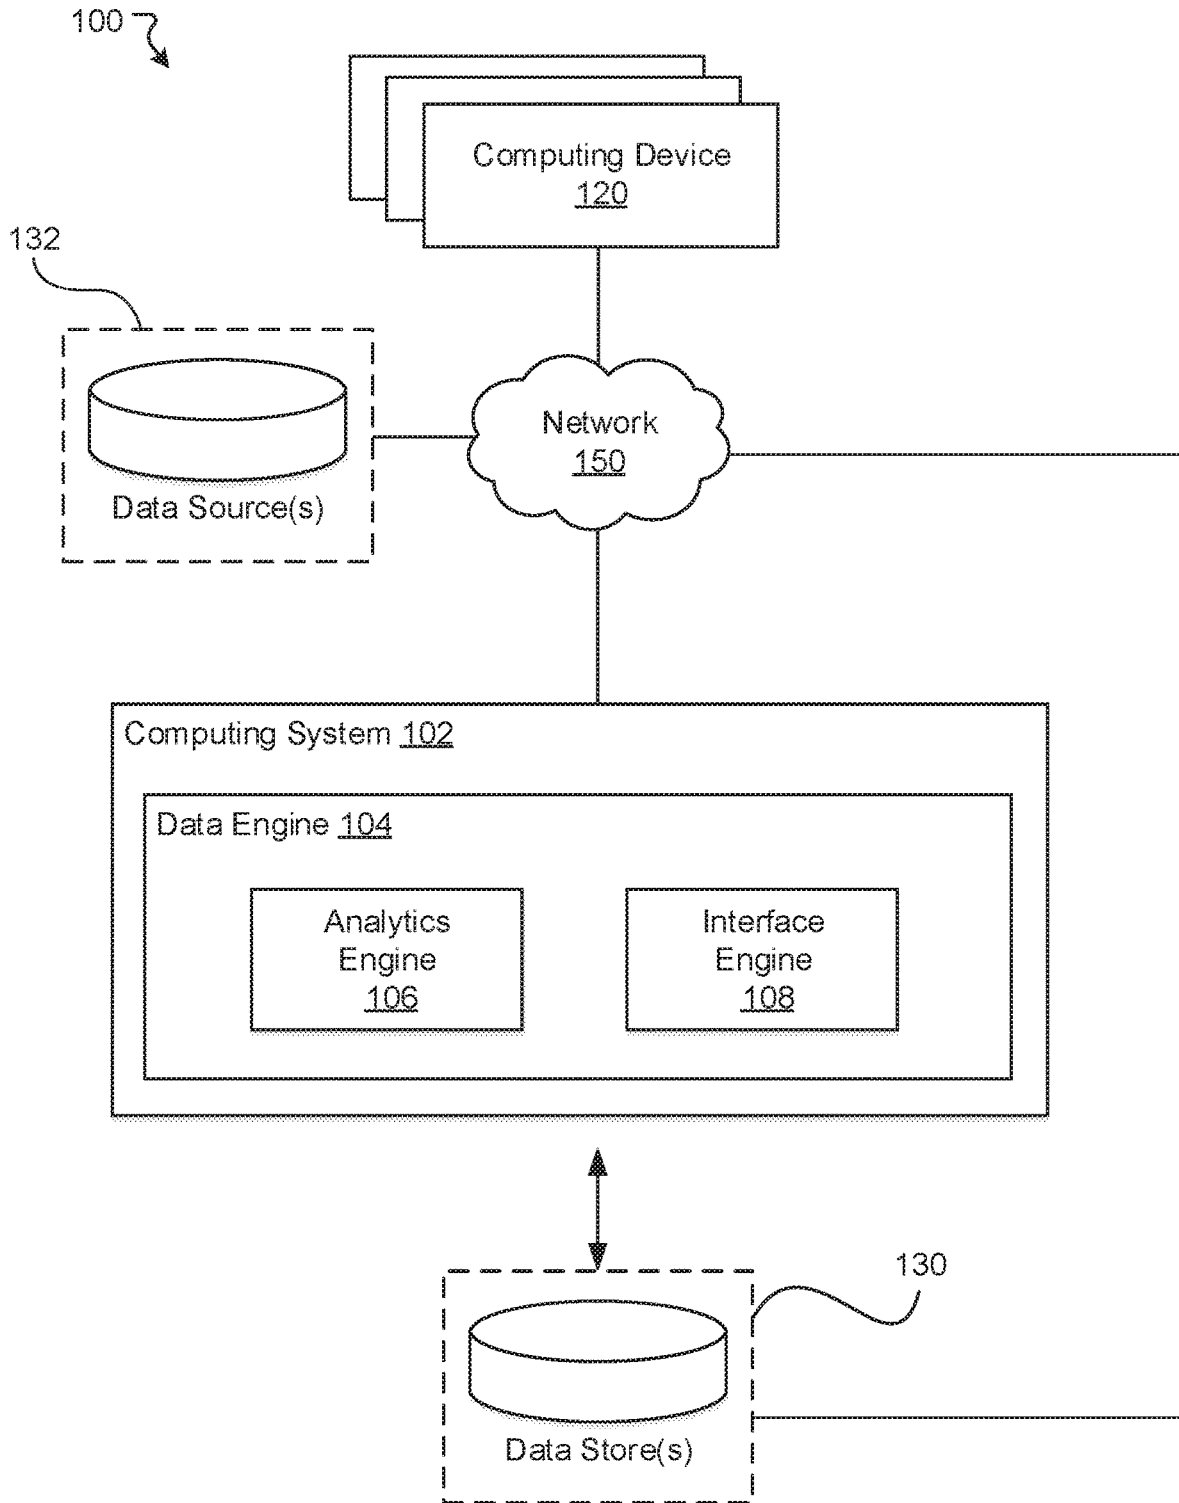 100
Computing Device
120
132
Network
150
Data Source(s)
Computing System 102
Data Engine 104
Analytics
Engine
106
Interface
Engine
108
130
Data Store(s)